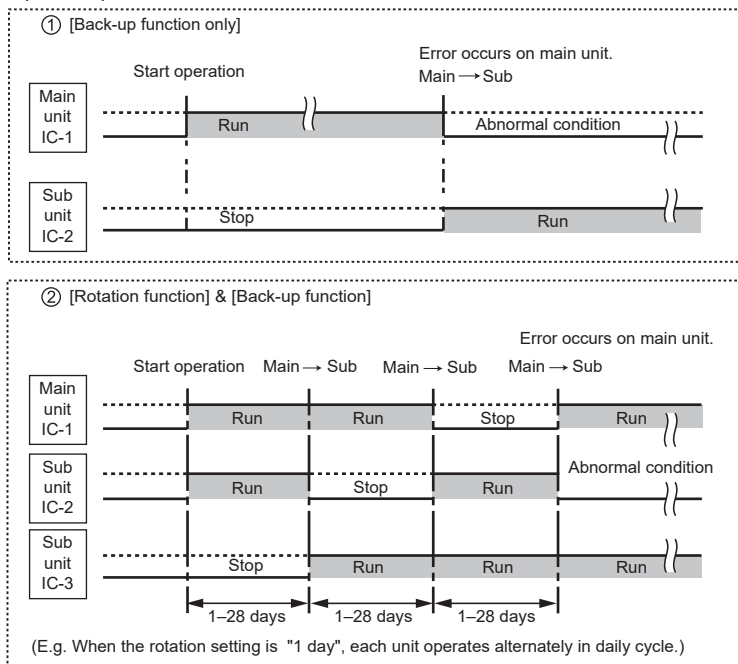 ① [Back-up function only]
Error occurs on main unit.
Start operation
Main → Sub
Main
unit
IC-1
Run
Abnormal condition
Sub
unit
IC-2
Stop
Run
② [Rotation function] & [Back-up function]
Error occurs on main unit.
Start operation Main → Sub Main → Sub Main → Sub
Main
unit
IC-1
Run Run Stop Run
Sub
unit
IC-2
Run Stop Run Abnormal condition
Sub
unit
IC-3
Stop Run Run Run
1–28 days 1–28 days 1–28 days
(E.g. When the rotation setting is "1 day", each unit operates alternately in daily cycle.)